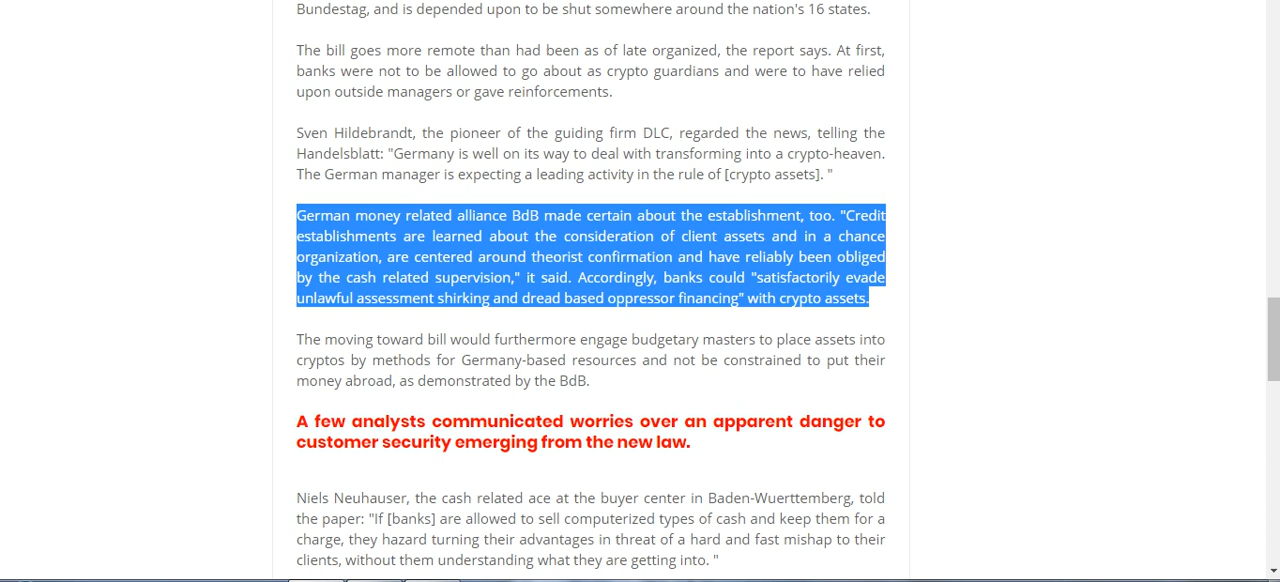 Bundestag, and is depended upon to be shut somewhere around the nation's 16 states.
The bill goes more remote than had been as of late organized, the report says. At first,
banks were not to be allowed to go about as crypto guardians and were to have relied
upon outside managers or gave reinforcements.
Sven Hildebrandt, the pioneer of the guiding firm DLC, regarded the news, telling the
Handelsblatt: "Germany is well on its way to deal with transforming into a crypto-heaven.
The German manager is expecting a leading activity in the rule of [crypto assets]. "
German money related alliance BdB made certain about the establishment, too. "Credit
establishments are learned about the consideration of client assets and in a chance
organization, are centered around theorist confirmation and have reliably been obliged
by the cash related supervision," it said. Accordingly, banks could "satisfactorily evade
unlawful assessment shirking and dread based oppressor financing" with crypto assets.
The moving toward bill would furthermore engage budgetary masters to place assets into
cryptos by methods for Germany-based resources and not be constrained to put their
money abroad, as demonstrated by the BdB.
A few analysts communicated worries over an apparent danger to
customer security emerging from the new law.
Niels Neuhauser, the cash related ace at the buyer center in Baden-Wuerttemberg, told
the paper: "If [banks] are allowed to sell computerized types of cash and keep them for a
charge, they hazard turning their advantages in threat of a hard and fast mishap to their
clients, without them understanding what they are getting into. "